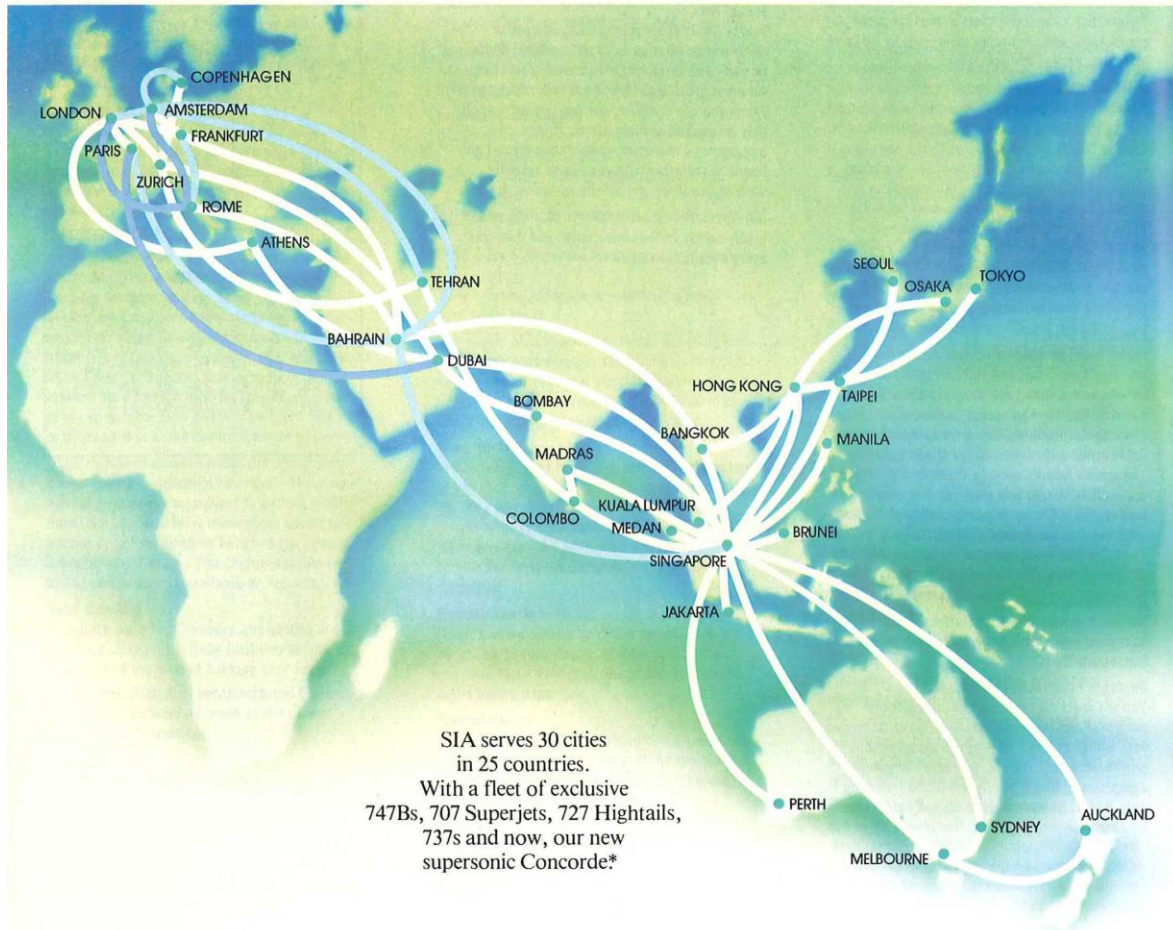 COPENHAGEN
LONDON
AMSTERDAM
FRANKFURT
PARIS
ZURICH
ROME
ATHENS
TEHRAN
SEOUL
OSAKA
TOKYO
BAHRAIN
DUBAI
HONG KONG
TAIPEI
BOMBAY
BANGKOK
MANILA
MADRAS
KUALA LUMPUR
COLOMBO
MEDAN
BRUNEI
SINGAPORE
JAKARTA
SIA serves 30 cities
in 25 countries.
With a fleet of exclusive
747Bs, 707 Superjets, 727 Hightails,
737s and now, our new
supersonic Concorde.*
PERTH
SYDNEY
AUCKLAND
MELBOURNE